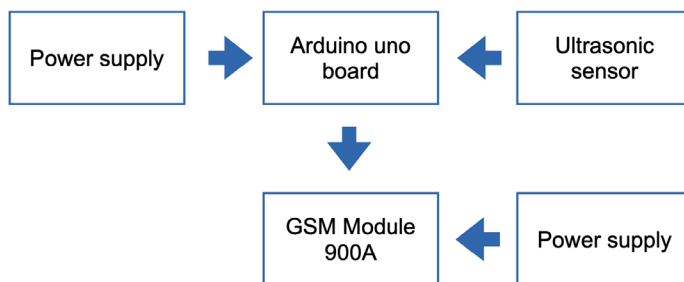 Power supply
Arduino uno
board
Ultrasonic
sensor
GSM Module
900A
Power supply